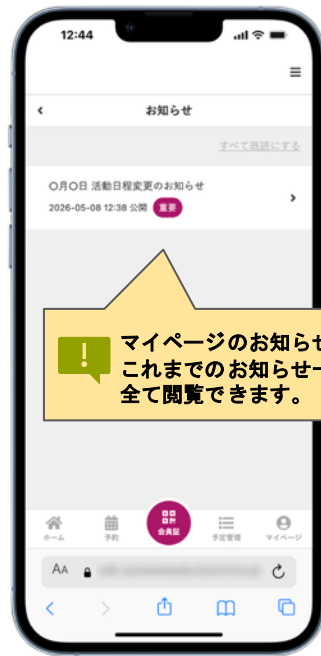 12:44
お知らせ
すべて既読にする
〇月〇日 活動日程変更のお知らせ
2026-05-08 12:38 公開 重要
マイページのお知らせ
これまでのお知らせ一
全て閲覧できます。
ホーム 予約 会員証 予定管理 マイページ
AA